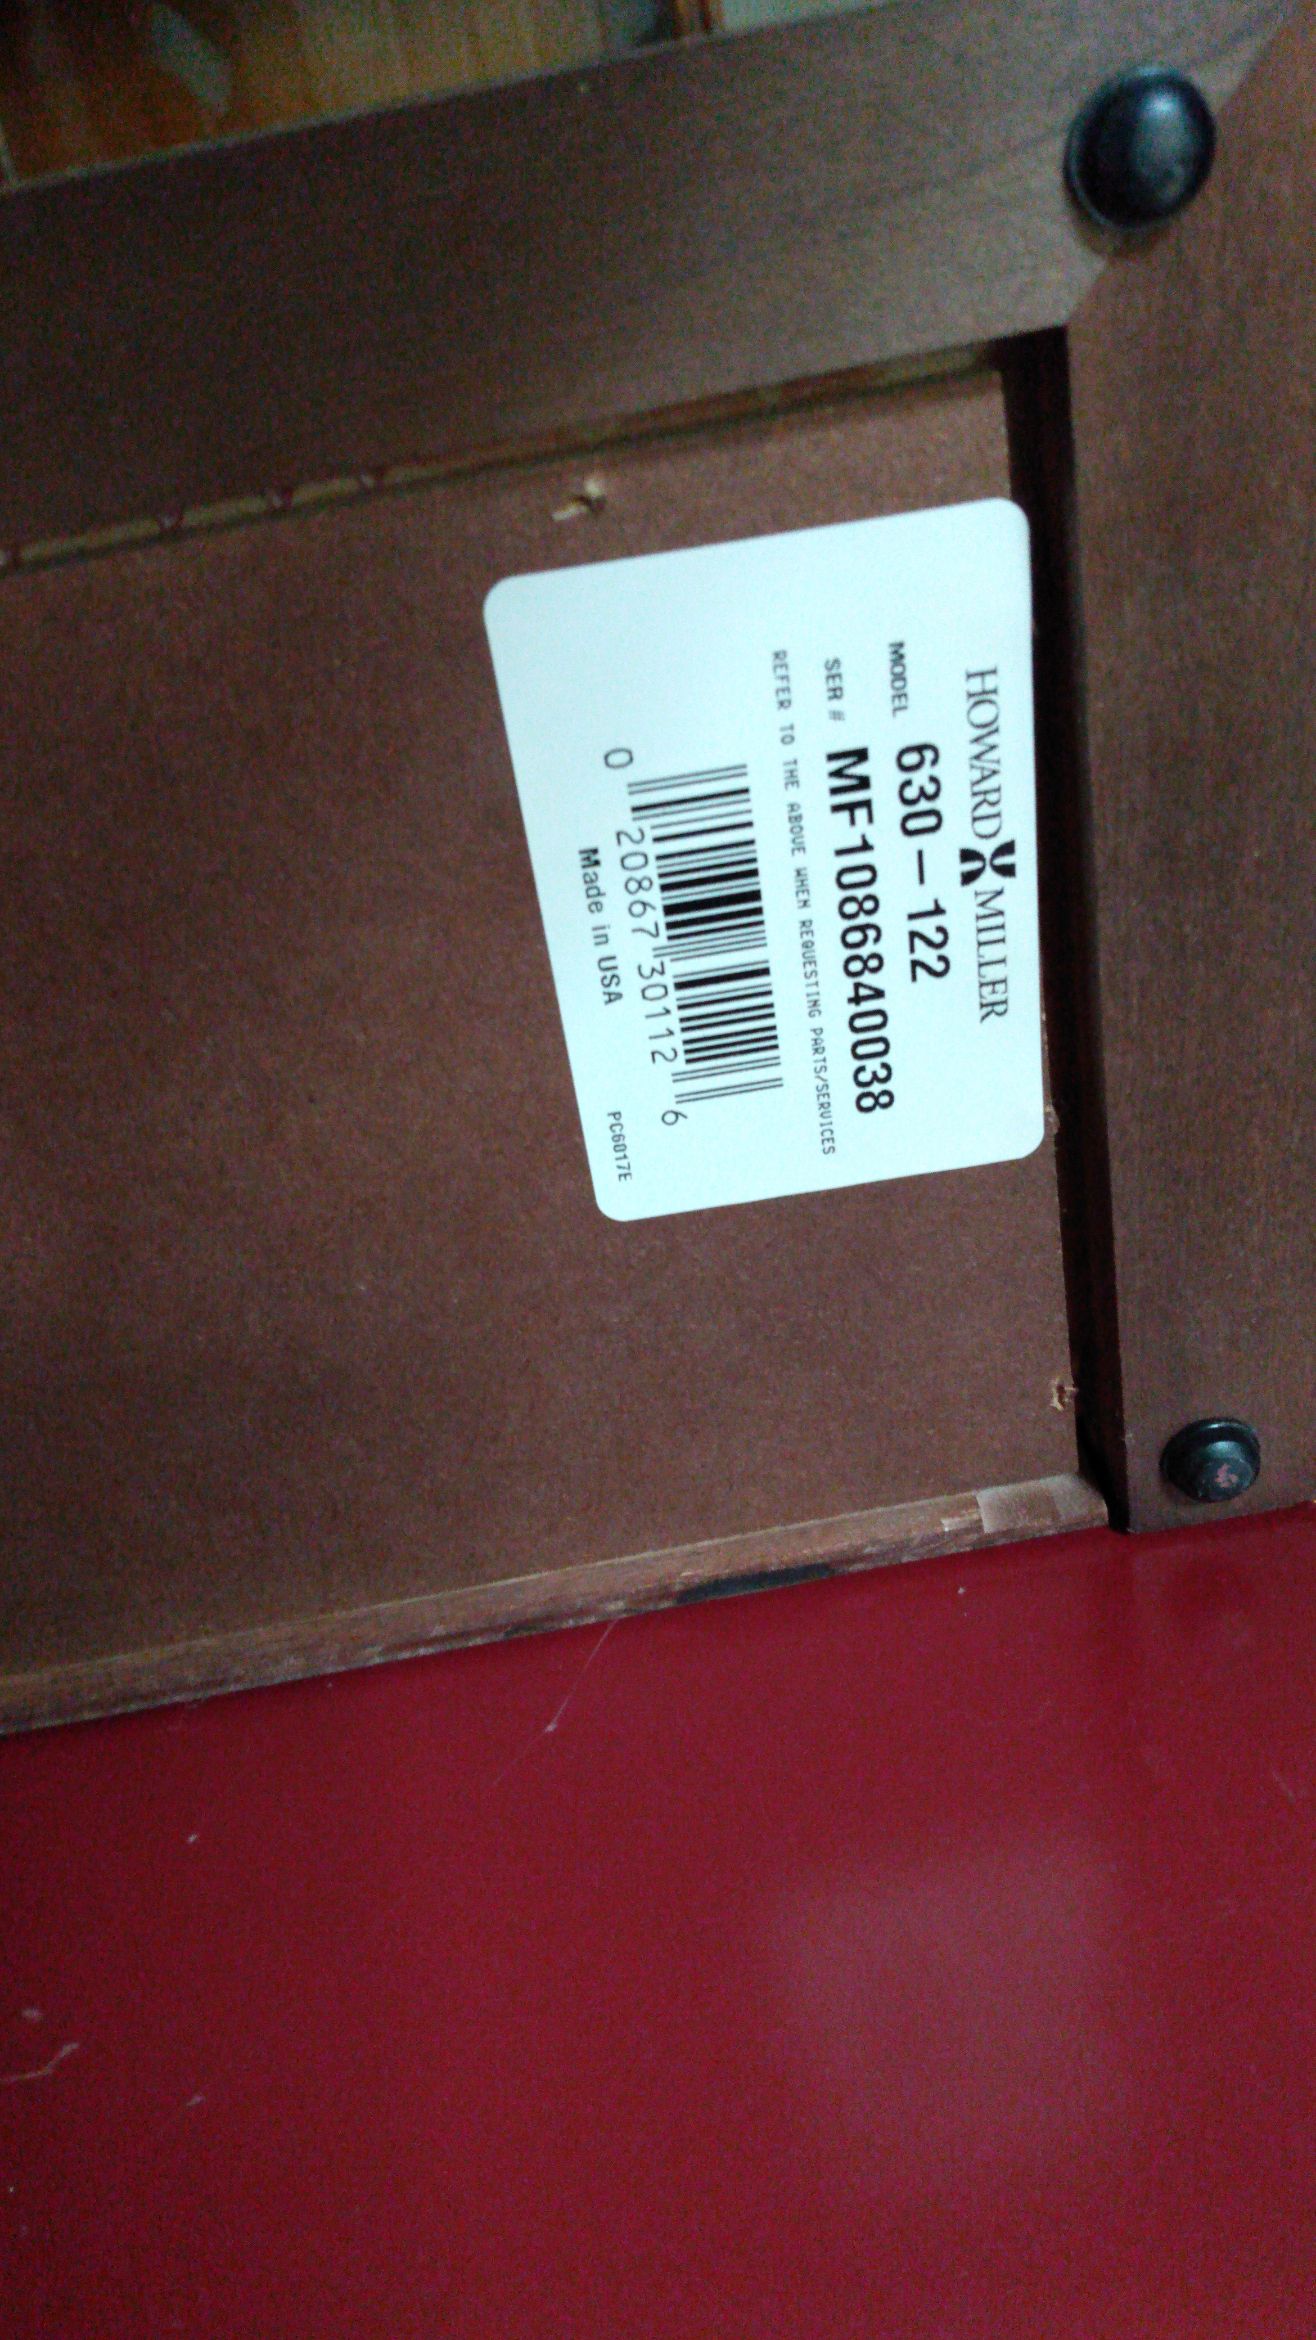 HOWARD MILLER
MODEL 630-122
SER # MF1086840038
REFER TO THE ABOVE WHEN REQUESTING PARTS/SERVICES
0 20867 30112 6
Made in USA
PC6017E